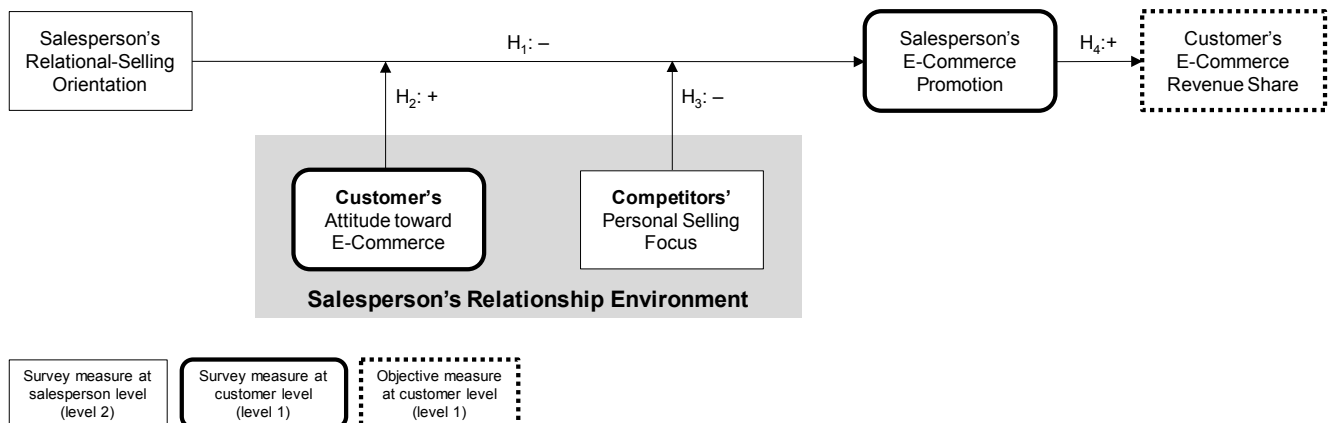 Salesperson's
Relational-Selling
Orientation
H₁: –
Salesperson's
E-Commerce
Promotion
H₄:+
Customer's
E-Commerce
Revenue Share
H₂: +
H₃: –
Customer's
Attitude toward
E-Commerce
Competitors'
Personal Selling
Focus
Salesperson's Relationship Environment
Survey measure at
salesperson level
(level 2)
Survey measure at
customer level
(level 1)
Objective measure
at customer level
(level 1)